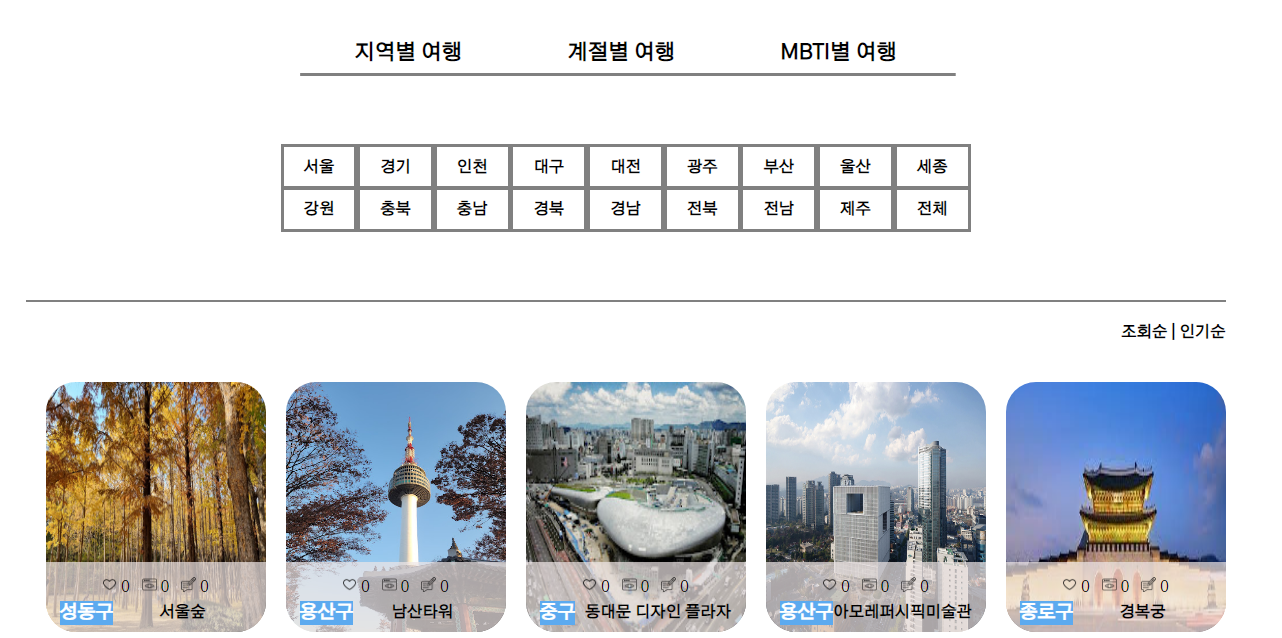 지역별 여행 계절별 여행 MBTI별 여행
서울 경기 인천 대구 대전 광주 부산 울산 세종
강원 충북 충남 경북 경남 전북 전남 제주 전체
조회순 | 인기순
0 0 0 0 0 0 0 0 0 0 0 0 0 0 0
성동구 서울숲 용산구 남산타워 중구 동대문 디자인 플라자 용산구 아모레퍼시픽미술관 종로구 경복궁